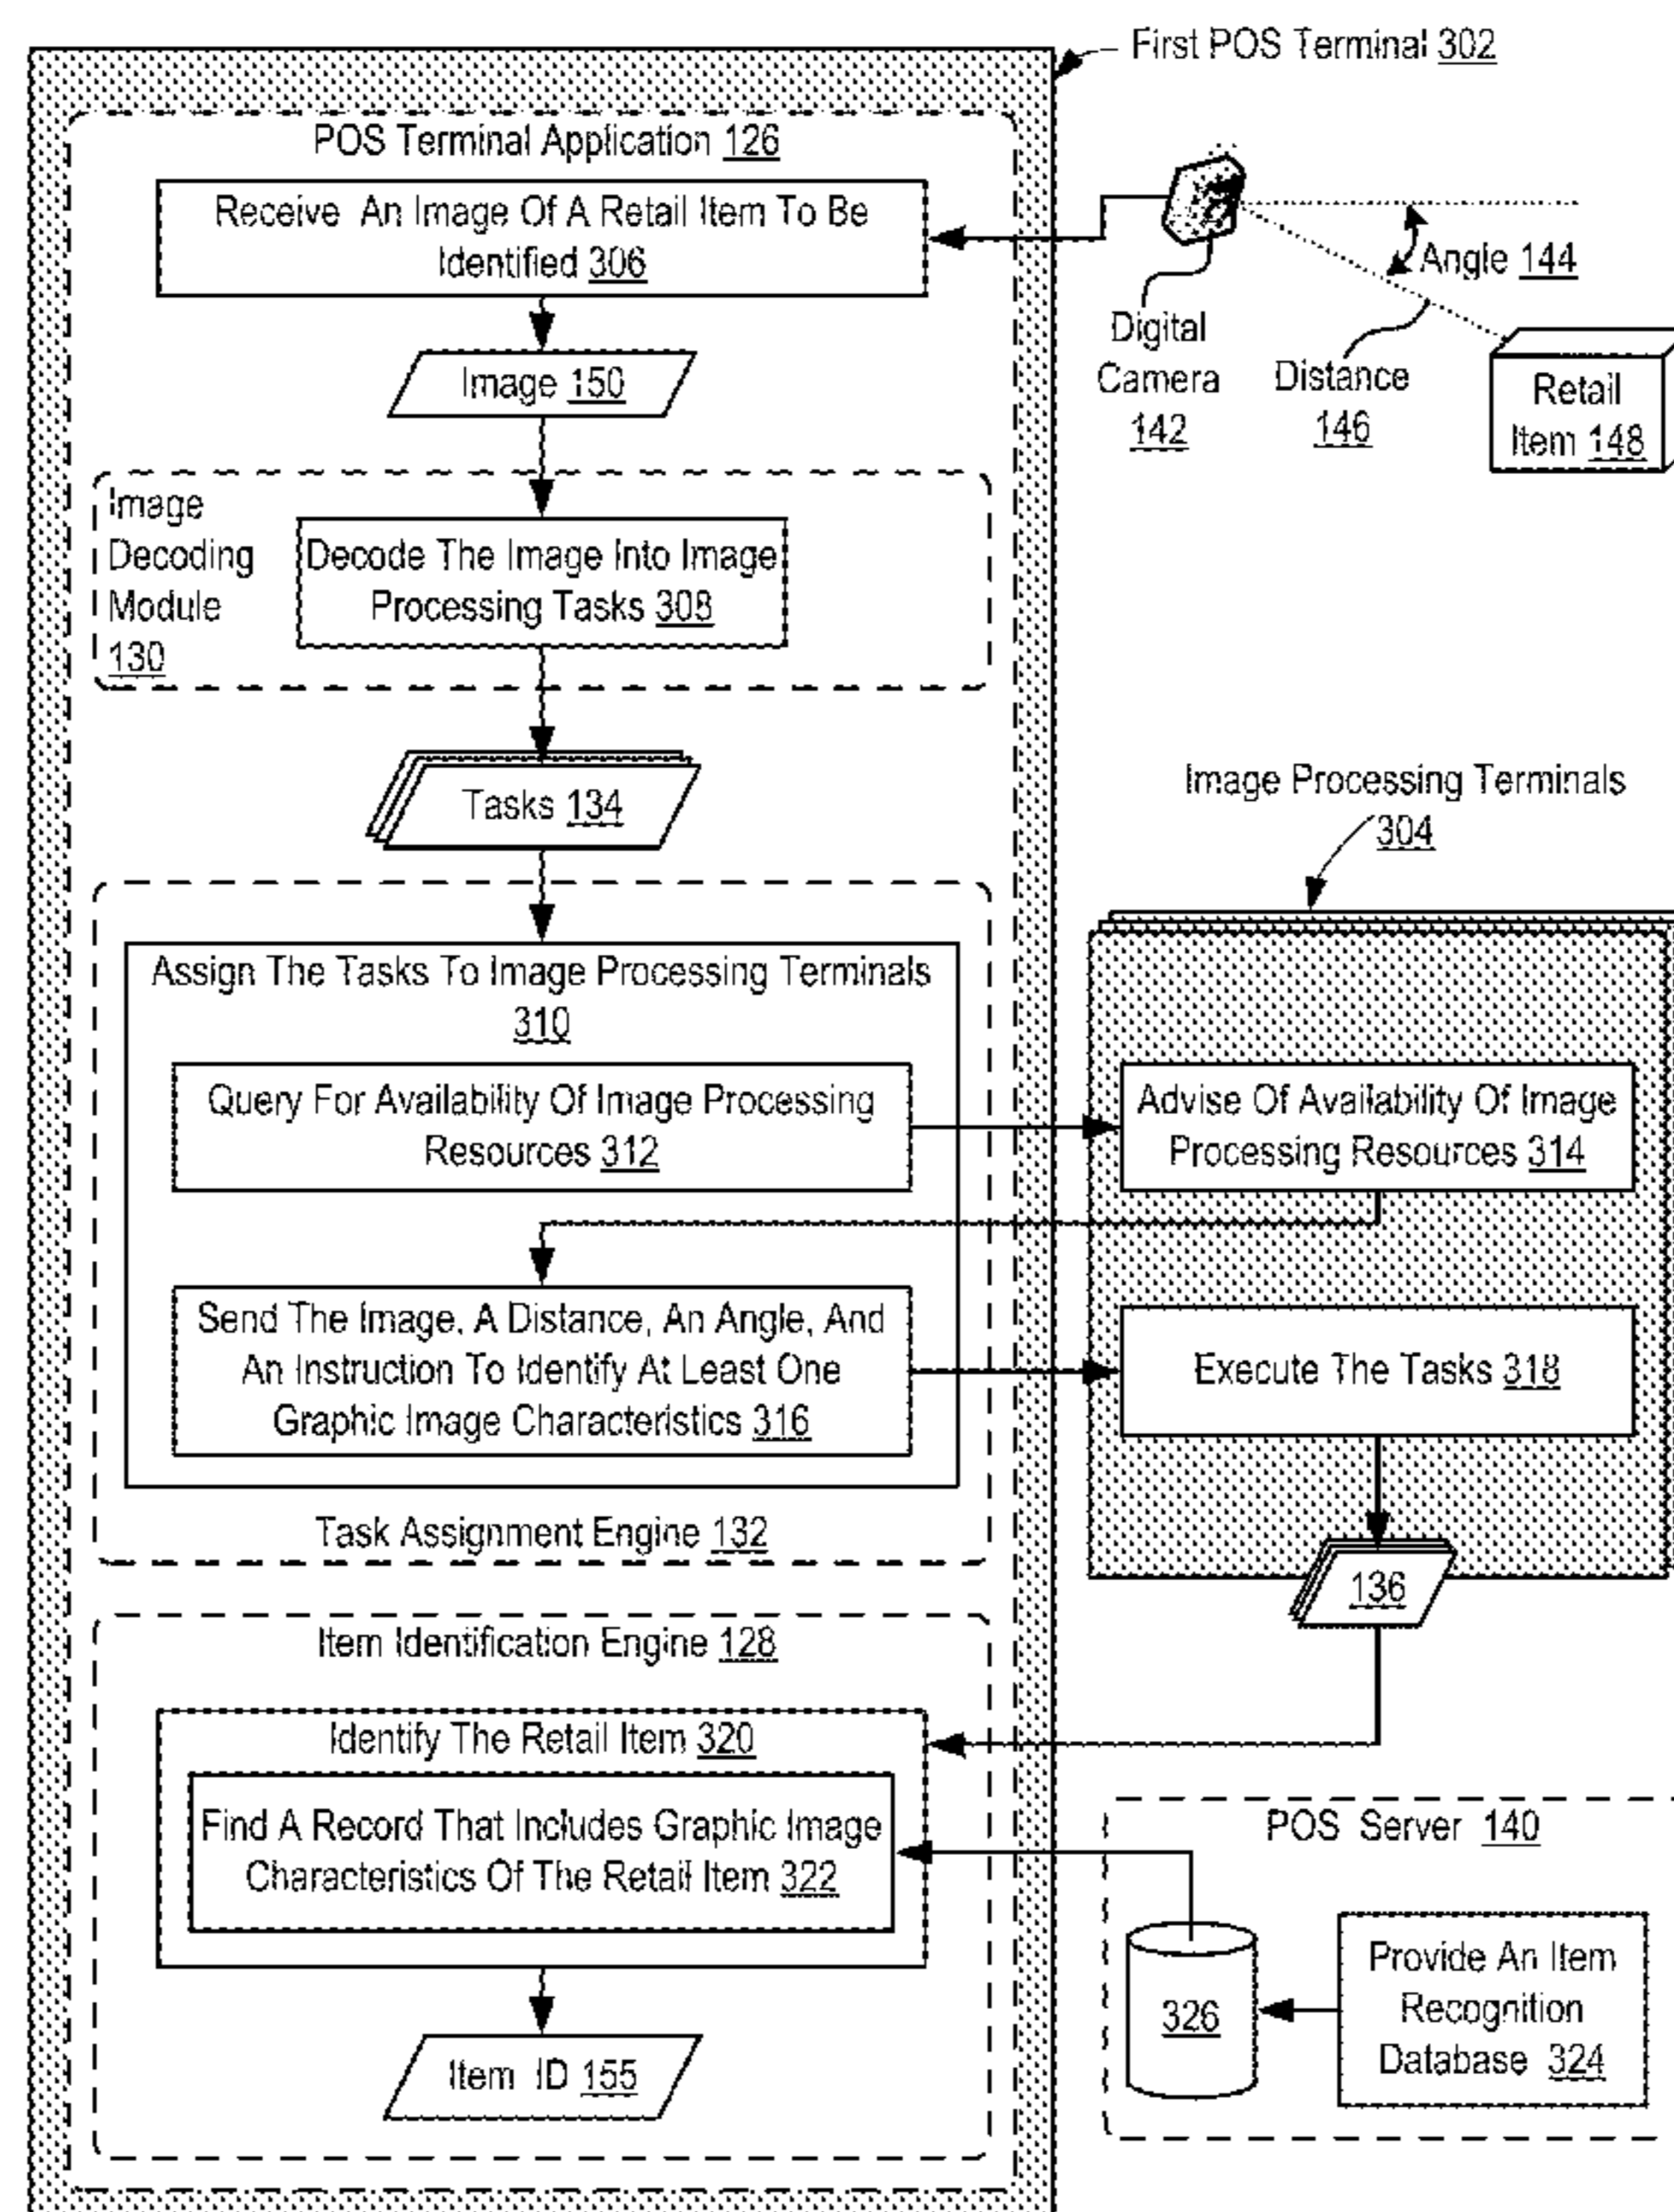 First POS Terminal 302
POS Terminal Application 126
Receive An Image Of A Retail Item To Be
Identified 306
Angle 144
Digital
Camera
142
Distance
146
Retail
Item 148
Image 150
Image
Decoding
Module
130
Decode The Image Into Image
Processing Tasks 308
Tasks 134
Image Processing Terminals
304
Assign The Tasks To Image Processing Terminals
310
Query For Availability Of Image Processing
Resources 312
Advise Of Availability Of Image
Processing Resources 314
Send The Image, A Distance, An Angle, And
An Instruction To Identify At Least One
Graphic Image Characteristics 316
Execute The Tasks 318
Task Assignment Engine 132
136
Item Identification Engine 128
Identify The Retail Item 320
Find A Record That Includes Graphic Image
Characteristics Of The Retail Item 322
POS Server 140
326
Provide An Item
Recognition
Database 324
Item ID 155